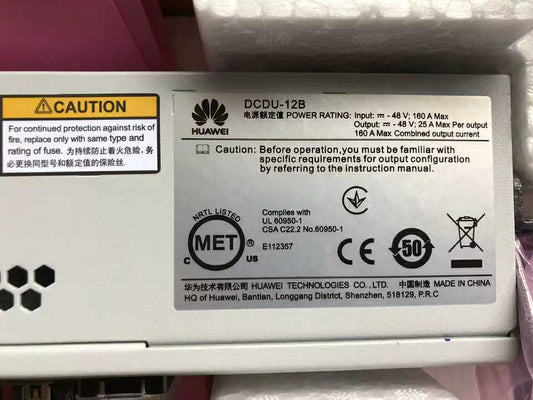 CAUTION
For continued protection against risk of
fire, replace only with same type and
rating of fuse. 为持续防止着火危险, 务
必更换同型号和额定值的保险丝.
HUAWEI
DCDU-12B
电源额定值 POWER RATING: Input: ⎓ - 48 V; 160 A Max
Output: ⎓ - 48 V; 25 A Max Per output
160 A Max Combined output current
Caution: Before operation, you must be familiar with
specific requirements for output configuration
by referring to the instruction manual.
NRTL LISTED
MET
®
C US
Complies with
UL 60950-1
CSA C22.2 No.60950-1
E112357
CE
50
华为技术有限公司 HUAWEI TECHNOLOGIES CO.,LTD. 中国制造 MADE IN CHINA
HQ of Huawei, Bantian, Longgang District, Shenzhen, 518129, P.R.C